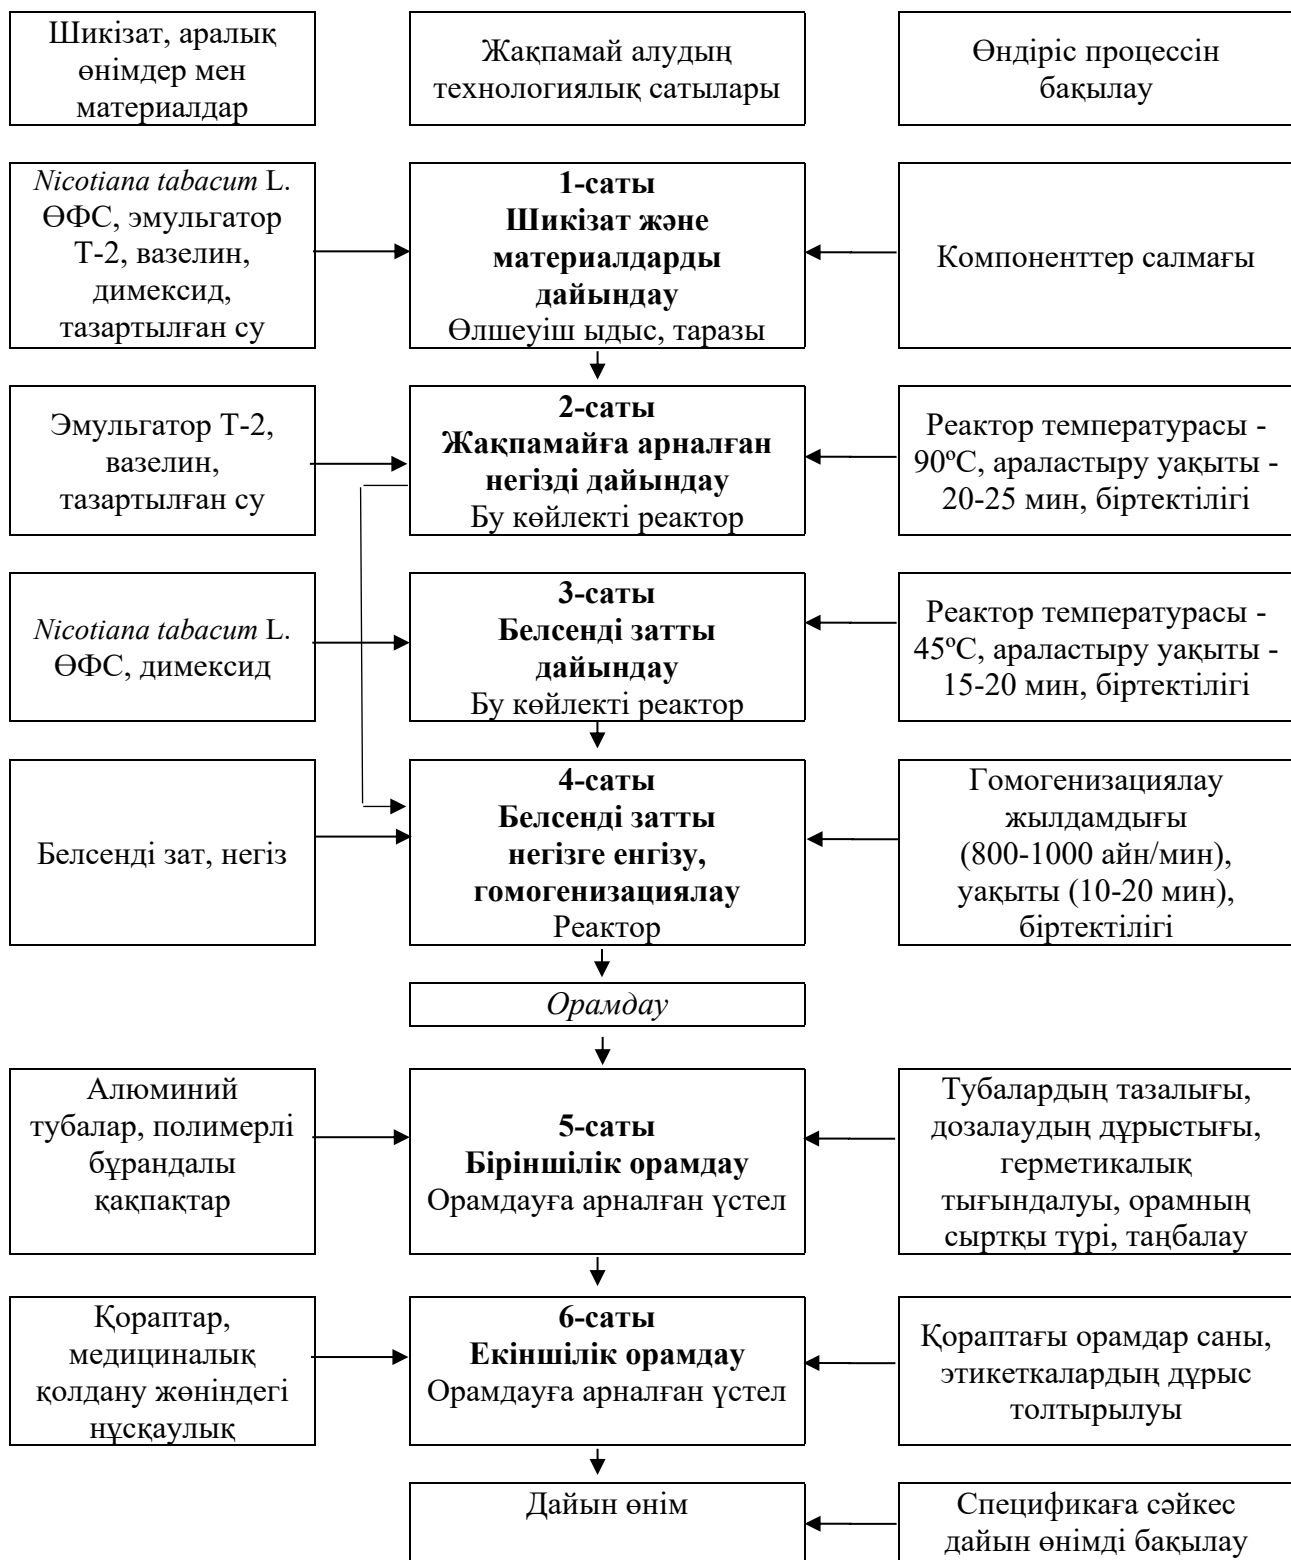 Шикізат, аралық
өнімдер мен
материалдар
Жақпамай алудың
технологиялық сатылары
Өндіріс процессін
бақылау
Nicotiana tabacum L.
ӨФС, эмульгатор
Т-2, вазелин,
димексид,
тазартылған су
1-саты
Шикізат және
материалдарды
дайындау
Өлшеуіш ыдыс, таразы
Компоненттер салмағы
Эмульгатор Т-2,
вазелин,
тазартылған су
2-саты
Жақпамайға арналған
негізді дайындау
Бу көйлекті реактор
Реактор температурасы -
90ºС, араластыру уақыты -
20-25 мин, біртектілігі
Nicotiana tabacum L.
ӨФС, димексид
3-саты
Белсенді затты
дайындау
Бу көйлекті реактор
Реактор температурасы -
45ºС, араластыру уақыты -
15-20 мин, біртектілігі
Белсенді зат, негіз
4-саты
Белсенді затты
негізге енгізу,
гомогенизациялау
Реактор
Гомогенизациялау
жылдамдығы
(800-1000 айн/мин),
уақыты (10-20 мин),
біртектілігі
Орамдау
Алюминий
тубалар, полимерлі
бұрандалы
қақпақтар
5-саты
Біріншілік орамдау
Орамдауға арналған үстел
Тубалардың тазалығы,
дозалаудың дұрыстығы,
герметикалық
тығындалуы, орамның
сыртқы түрі, таңбалау
Қораптар,
медициналық
қолдану жөніндегі
нұсқаулық
6-саты
Екіншілік орамдау
Орамдауға арналған үстел
Қораптағы орамдар саны,
этикеткалардың дұрыс
толтырылуы
Дайын өнім
Спецификаға сәйкес
дайын өнімді бақылау